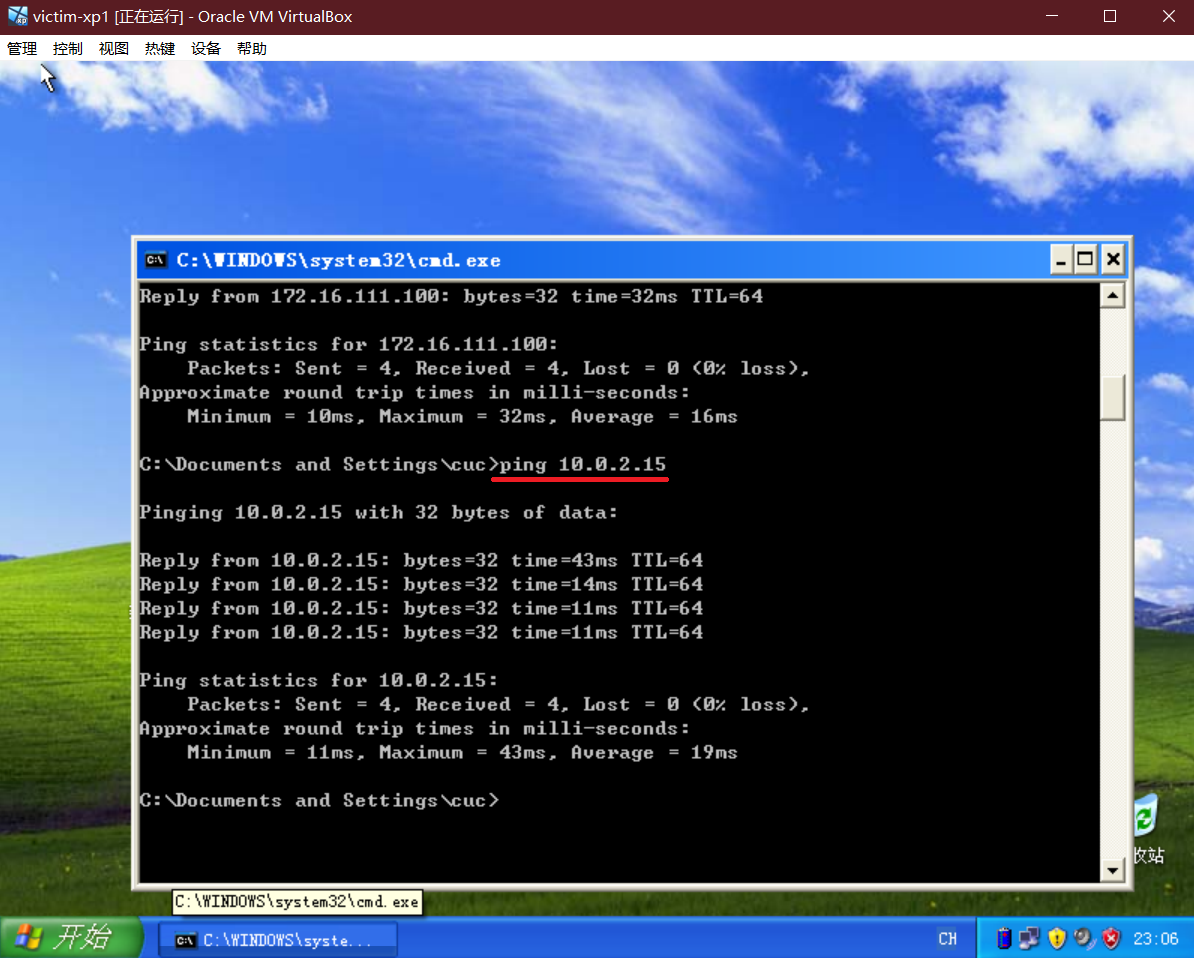 victim-xp1 [正在运行] - Oracle VM VirtualBox
管理 控制 视图 热键 设备 帮助
C:\WINDOWS\system32\cmd.exe
Reply from 172.16.111.100: bytes=32 time=32ms TTL=64
Ping statistics for 172.16.111.100:
Packets: Sent = 4, Received = 4, Lost = 0 (0% loss),
Approximate round trip times in milli-seconds:
Minimum = 10ms, Maximum = 32ms, Average = 16ms
C:\Documents and Settings\cuc>ping 10.0.2.15
Pinging 10.0.2.15 with 32 bytes of data:
Reply from 10.0.2.15: bytes=32 time=43ms TTL=64
Reply from 10.0.2.15: bytes=32 time=14ms TTL=64
Reply from 10.0.2.15: bytes=32 time=11ms TTL=64
Reply from 10.0.2.15: bytes=32 time=11ms TTL=64
Ping statistics for 10.0.2.15:
Packets: Sent = 4, Received = 4, Lost = 0 (0% loss),
Approximate round trip times in milli-seconds:
Minimum = 11ms, Maximum = 43ms, Average = 19ms
C:\Documents and Settings\cuc>
收站
C:\WINDOWS\system32\cmd.exe
开始
C:\WINDOWS\syste...
CH
23:06